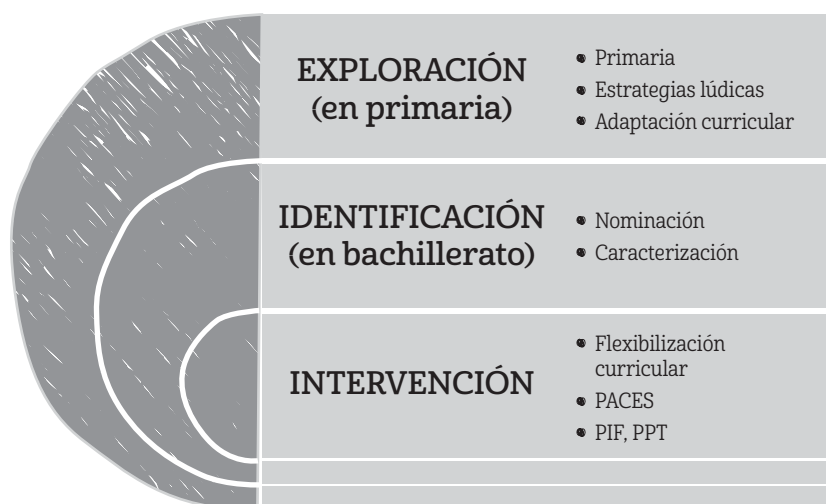 EXPLORACIÓN
(en primaria)
• Primaria
• Estrategias lúdicas
• Adaptación curricular
IDENTIFICACIÓN
(en bachillerato)
• Nominación
• Caracterización
INTERVENCIÓN
• Flexibilización
curricular
• PACES
• PIF, PPT